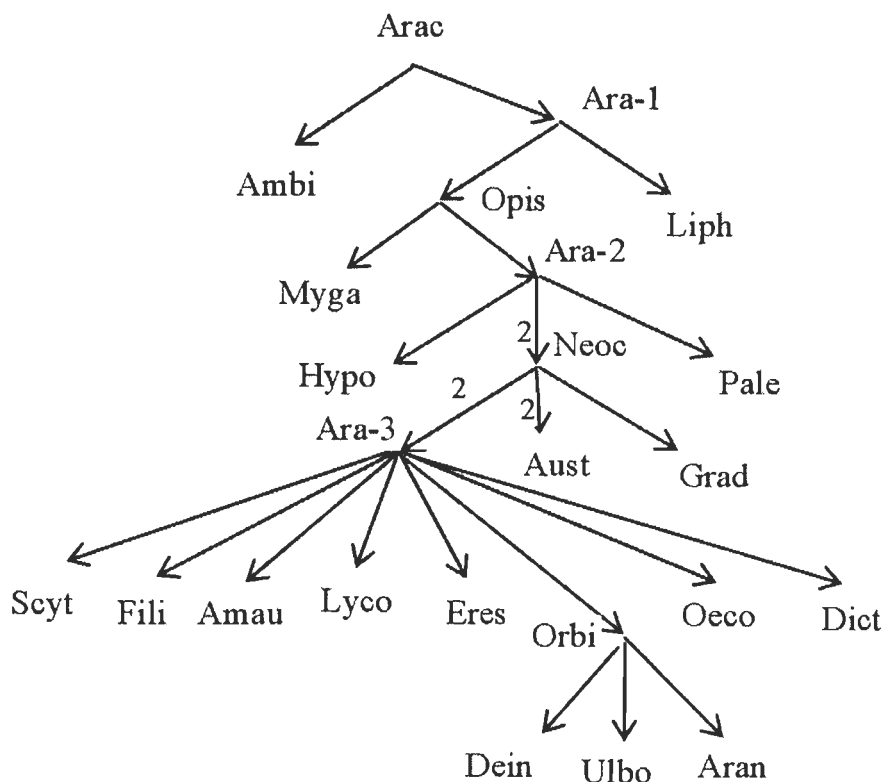 Arac
Ara-1
Ambi
Opis
Liph
Ara-2
Myga
2
Neoc
Hypo
Pale
2
2
Ara-3
Aust
Grad
Scyt Fili Amau Lyco Eres Oeco Dict
Orbi
Dein Ulbo Aran